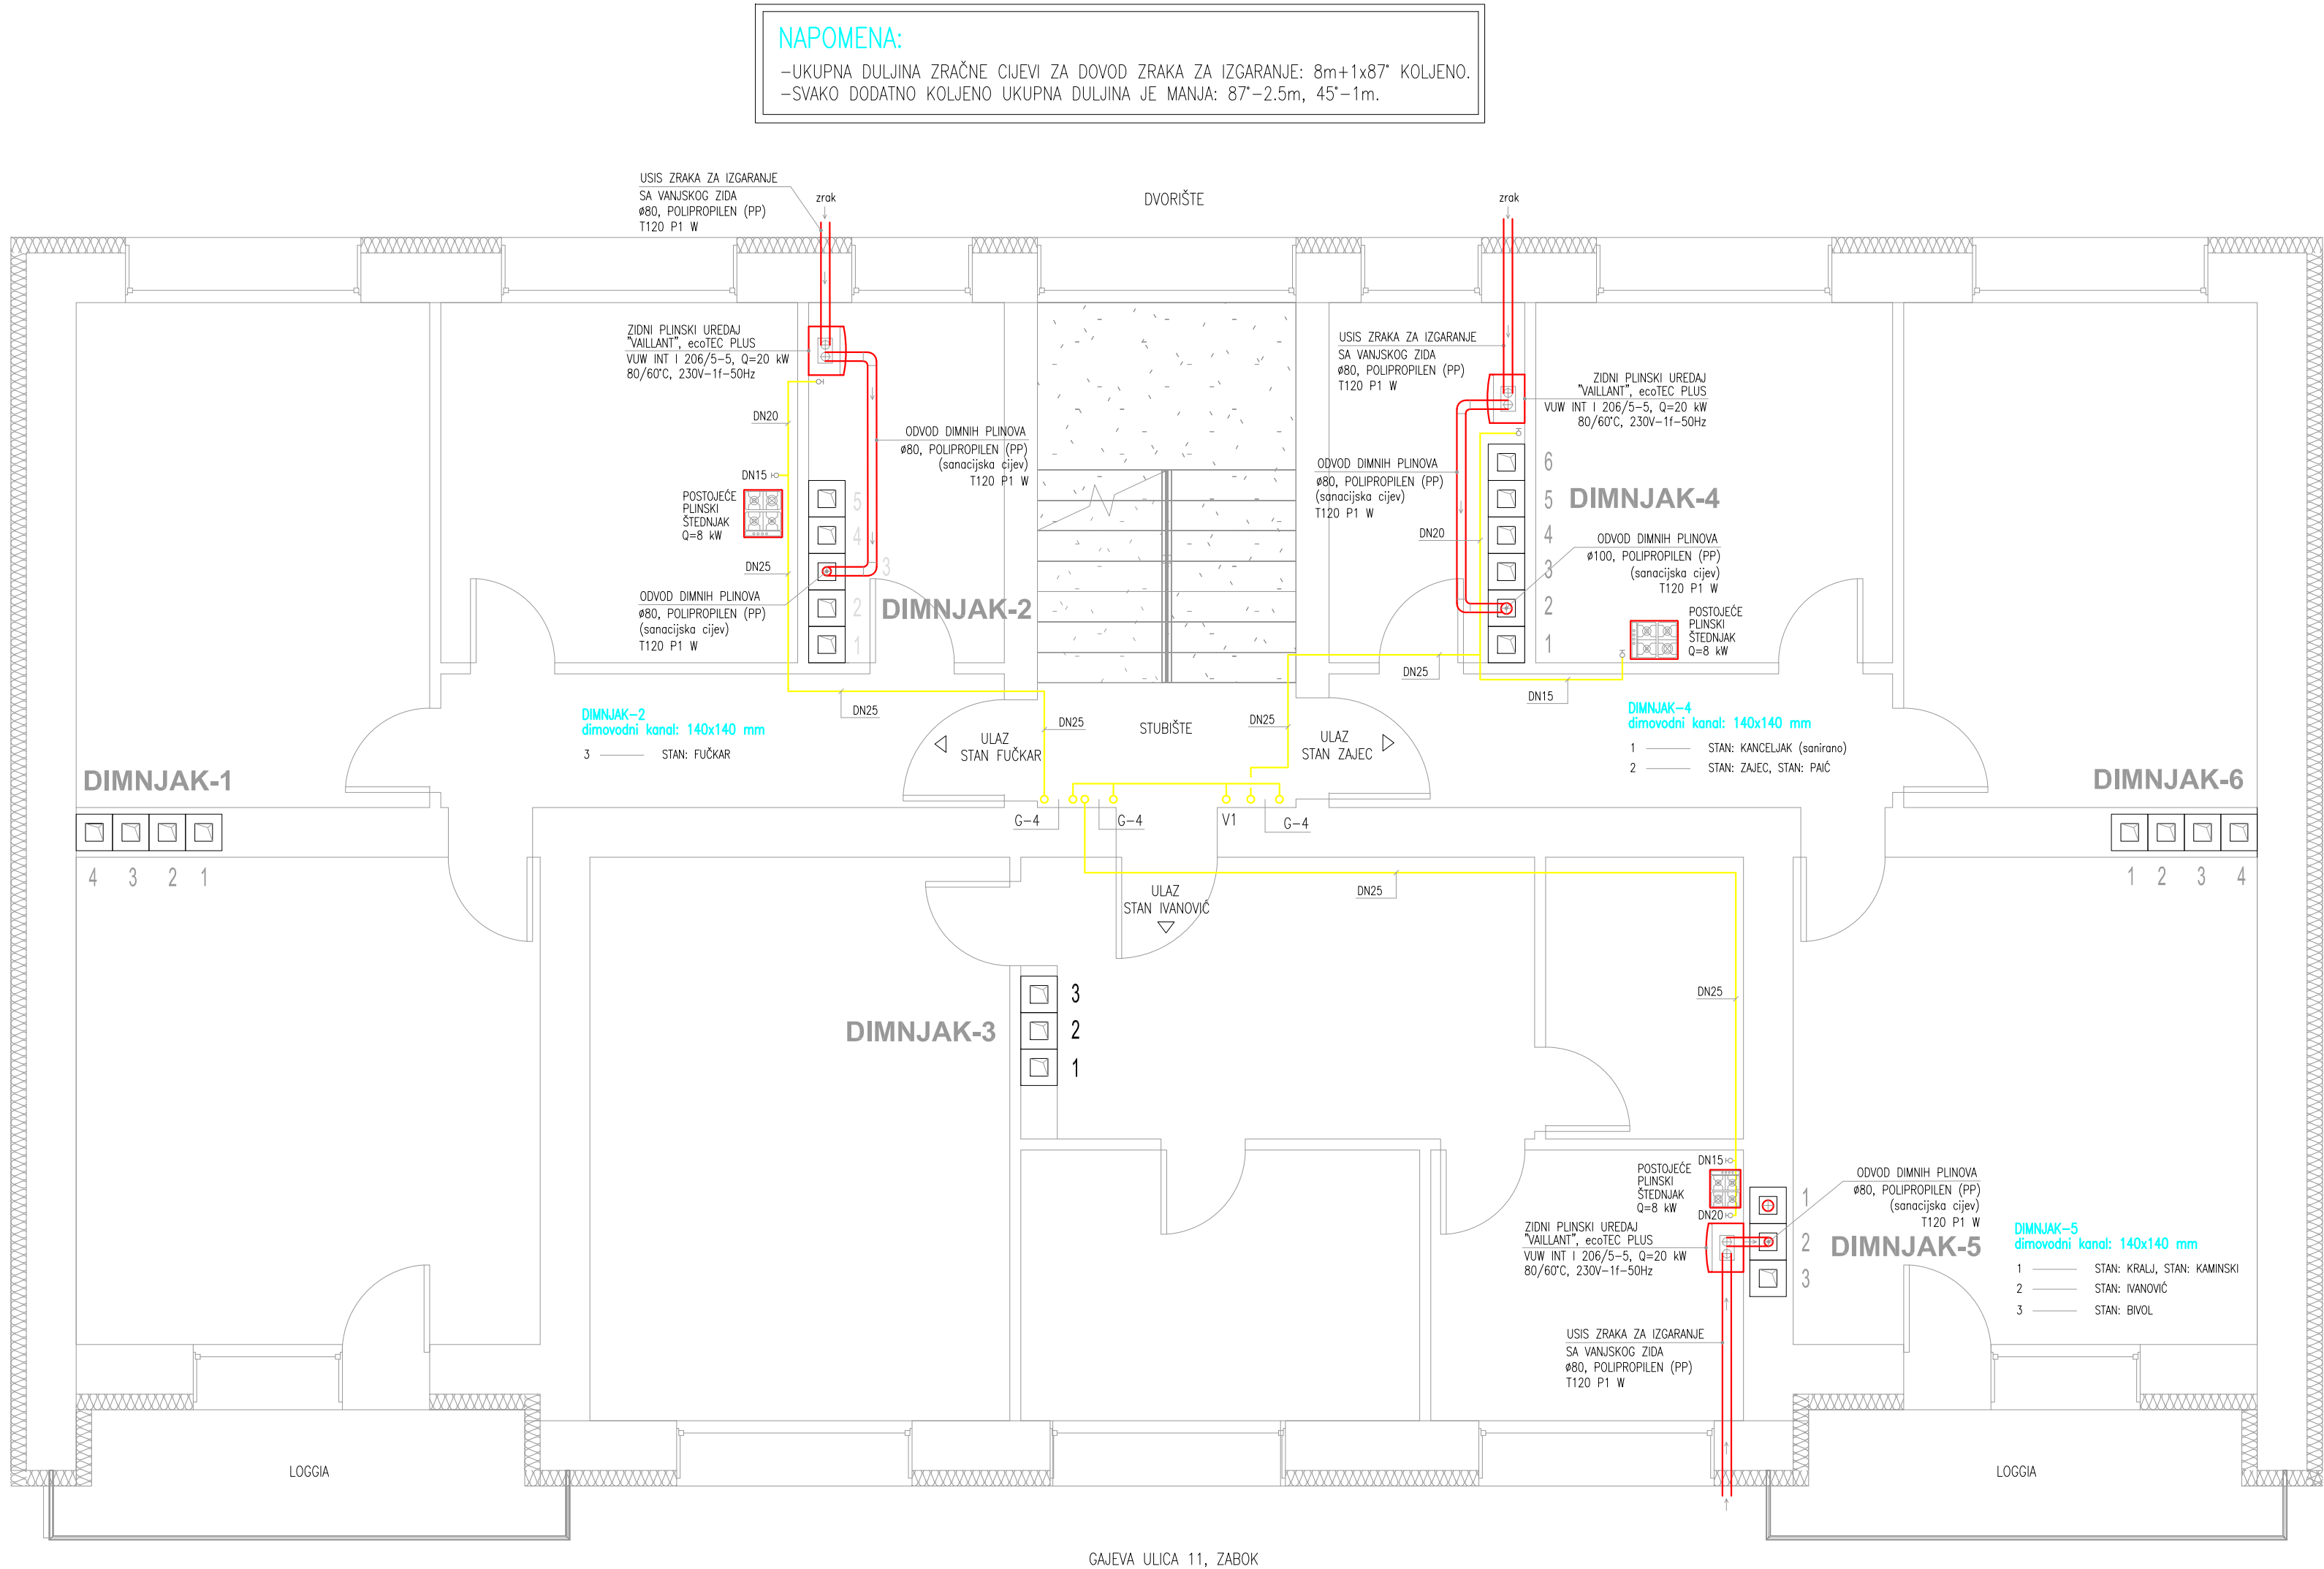 NAPOMENA:
-UKUPNA DULJINA ZRAČNE CIJEVI ZA DOVOD ZRAKA ZA IZGARANJE: 8m+1x87° KOLJENO.
-SVAKO DODATNO KOLJENO UKUPNA DULJINA JE MANJA: 87°-2.5m, 45°-1m.
USIS ZRAKA ZA IZGARANJE
SA VANJSKOG ZIDA
ø80, POLIPROPILEN (PP)
T120 P1 W
zrak
DVORIŠTE
zrak
ZIDNI PLINSKI UREĐAJ
"VAILLANT", ecoTEC PLUS
VUW INT I 206/5-5, Q=20 kW
80/60°C, 230V-1f-50Hz
USIS ZRAKA ZA IZGARANJE
SA VANJSKOG ZIDA
ø80, POLIPROPILEN (PP)
T120 P1 W
ZIDNI PLINSKI UREĐAJ
"VAILLANT", ecoTEC PLUS
VUW INT I 206/5-5, Q=20 kW
80/60°C, 230V-1f-50Hz
DN20
ODVOD DIMNIH PLINOVA
ø80, POLIPROPILEN (PP)
(sanacijska cijev)
T120 P1 W
DN15
POSTOJEĆE
PLINSKI
ŠTEDNJAK
Q=8 kW
5
4
3
2
1
DN25
ODVOD DIMNIH PLINOVA
ø80, POLIPROPILEN (PP)
(sanacijska cijev)
T120 P1 W
DIMNJAK-2
ODVOD DIMNIH PLINOVA
ø80, POLIPROPILEN (PP)
(sanacijska cijev)
T120 P1 W
DN20
6
5
4
3
2
1
DIMNJAK-4
ODVOD DIMNIH PLINOVA
ø100, POLIPROPILEN (PP)
(sanacijska cijev)
T120 P1 W
POSTOJEĆE
PLINSKI
ŠTEDNJAK
Q=8 kW
DN25
DN15
DN25
DN25
DN25
DIMNJAK-2
dimovodni kanal: 140x140 mm
3 STAN: FUČKAR
ULAZ
STAN FUČKAR
STUBIŠTE
ULAZ
STAN ZAJEC
DIMNJAK-4
dimovodni kanal: 140x140 mm
1 STAN: KANCELJAK (sanirano)
2 STAN: ZAJEC, STAN: PAIĆ
DIMNJAK-1
4 3 2 1
DIMNJAK-6
1 2 3 4
G-4
G-4
V1
G-4
ULAZ
STAN IVANOVIĆ
DN25
DN25
DIMNJAK-3
3
2
1
DN15
POSTOJEĆE
PLINSKI
ŠTEDNJAK
Q=8 kW
DN20
ZIDNI PLINSKI UREĐAJ
"VAILLANT", ecoTEC PLUS
VUW INT I 206/5-5, Q=20 kW
80/60°C, 230V-1f-50Hz
1
2
3
DIMNJAK-5
ODVOD DIMNIH PLINOVA
ø80, POLIPROPILEN (PP)
(sanacijska cijev)
T120 P1 W
DIMNJAK-5
dimovodni kanal: 140x140 mm
1 STAN: KRALJ, STAN: KAMINSKI
2 STAN: IVANOVIĆ
3 STAN: BIVOL
USIS ZRAKA ZA IZGARANJE
SA VANJSKOG ZIDA
ø80, POLIPROPILEN (PP)
T120 P1 W
LOGGIA
LOGGIA
GAJEVA ULICA 11, ZABOK